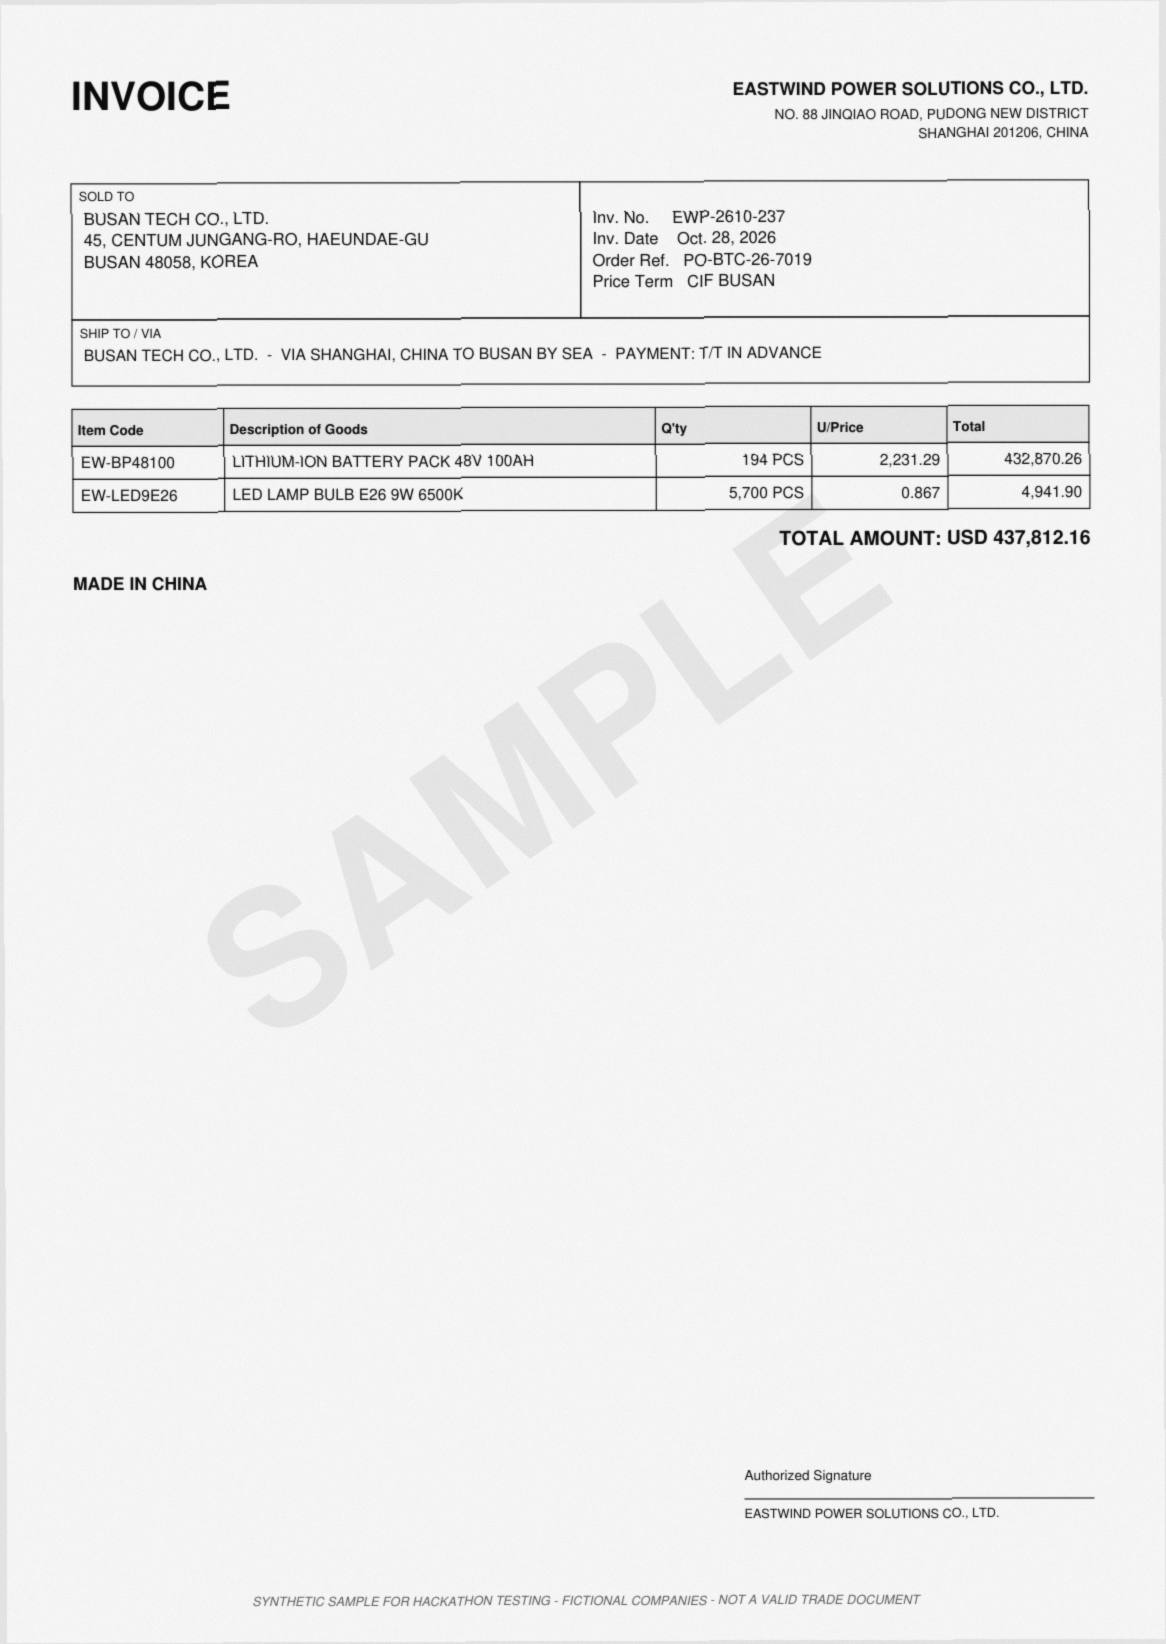 INVOICE
EASTWIND POWER SOLUTIONS CO., LTD.
NO. 88 JINQIAO ROAD, PUDONG NEW DISTRICT
SHANGHAI 201206, CHINA
SOLD TO
BUSAN TECH CO., LTD.
45, CENTUM JUNGANG-RO, HAEUNDAE-GU
BUSAN 48058, KOREA
Inv. No. EWP-2610-237
Inv. Date Oct. 28, 2026
Order Ref. PO-BTC-26-7019
Price Term CIF BUSAN
SHIP TO / VIA
BUSAN TECH CO., LTD. - VIA SHANGHAI, CHINA TO BUSAN BY SEA - PAYMENT: T/T IN ADVANCE
Item Code Description of Goods Q'ty U/Price Total
EW-BP48100 LITHIUM-ION BATTERY PACK 48V 100AH 194 PCS 2,231.29 432,870.26
EW-LED9E26 LED LAMP BULB E26 9W 6500K 5,700 PCS 0.867 4,941.90
TOTAL AMOUNT: USD 437,812.16
MADE IN CHINA
SAMPLE
Authorized Signature
EASTWIND POWER SOLUTIONS CO., LTD.
SYNTHETIC SAMPLE FOR HACKATHON TESTING - FICTIONAL COMPANIES - NOT A VALID TRADE DOCUMENT